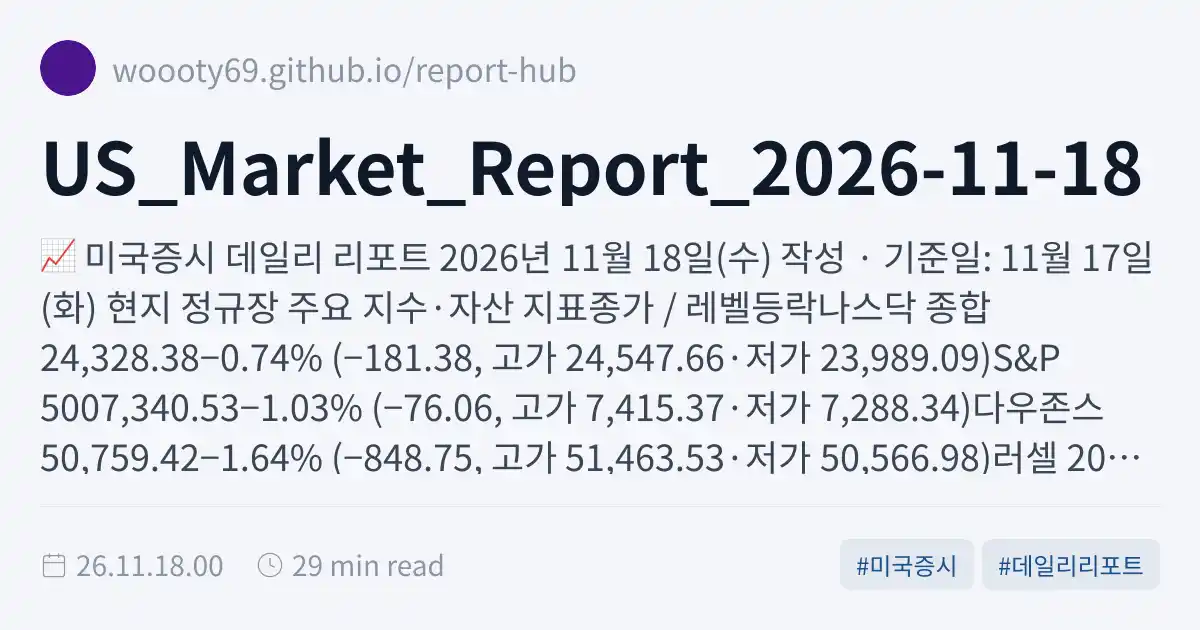 woooty69.github.io/report-hub
US_Market_Report_2026-11-18
📈 미국증시 데일리 리포트 2026년 11월 18일(수) 작성 · 기준일: 11월 17일
(화) 현지 정규장 주요 지수·자산 지표종가 / 레벨등락나스닥 종합
24,328.38−0.74% (−181.38, 고가 24,547.66·저가 23,989.09)S&P
5007,340.53−1.03% (−76.06, 고가 7,415.37·저가 7,288.34)다우존스
50,759.42−1.64% (−848.75, 고가 51,463.53·저가 50,566.98)러셀 20…
26.11.18.00 29 min read #미국증시 #데일리리포트